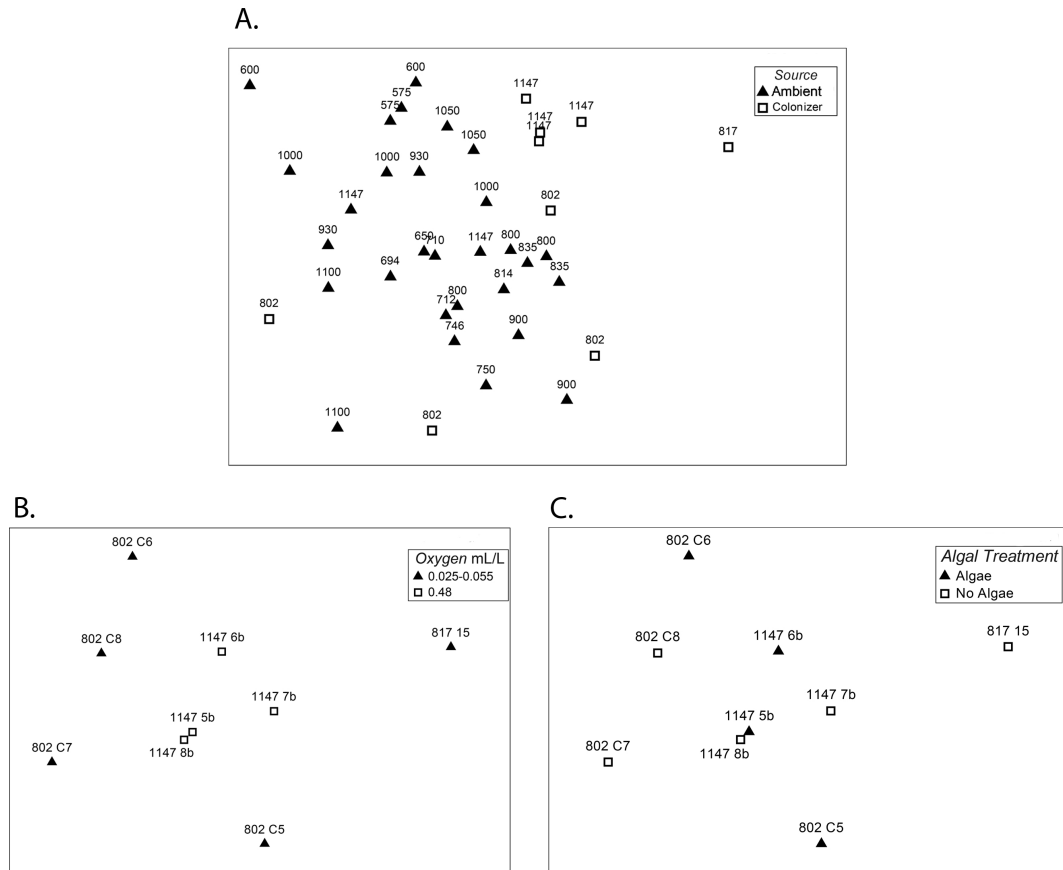 A.
600
600
575
575
1147
Source
Ambient
Colonizer
1050
1147
1147
1147
1050
817
1000
1000
930
1147
1000
802
930
650
710
1147
800
835
800
694
814
835
1100
802
800
712
746
900
802
750
900
1100
802
B.
802 C6
Oxygen mL/L
0.025-0.055
0.48
802 C8
1147 6b
817 15
1147 7b
1147 5b
1147 8b
802 C7
802 C5
C.
802 C6
Algal Treatment
Algae
No Algae
802 C8
1147 6b
817 15
1147 7b
1147 5b
1147 8b
802 C7
802 C5